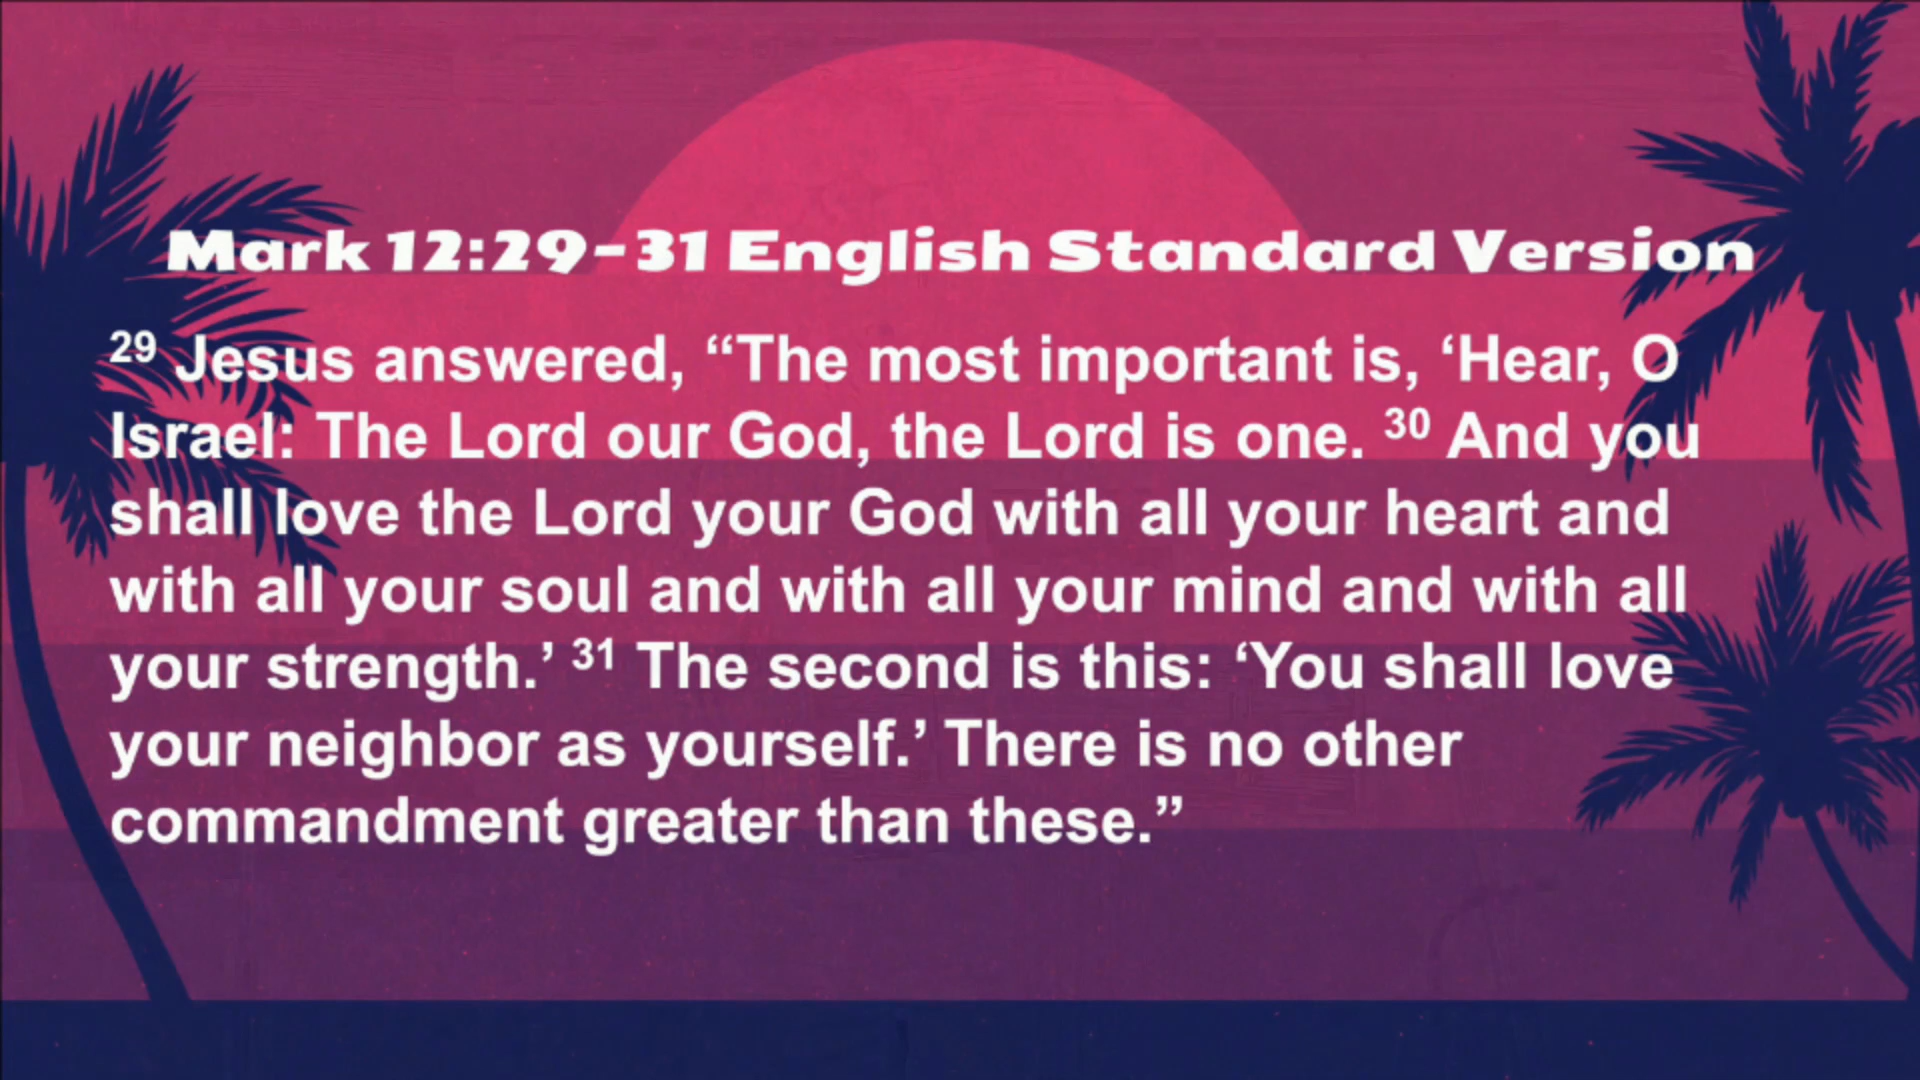 Mark 12:29-31 English Standard Version
29 Jesus answered, “The most important is, ‘Hear, O
Israel: The Lord our God, the Lord is one. 30 And you
shall love the Lord your God with all your heart and
with all your soul and with all your mind and with all
your strength.’ 31 The second is this: ‘You shall love
your neighbor as yourself.’ There is no other
commandment greater than these.”